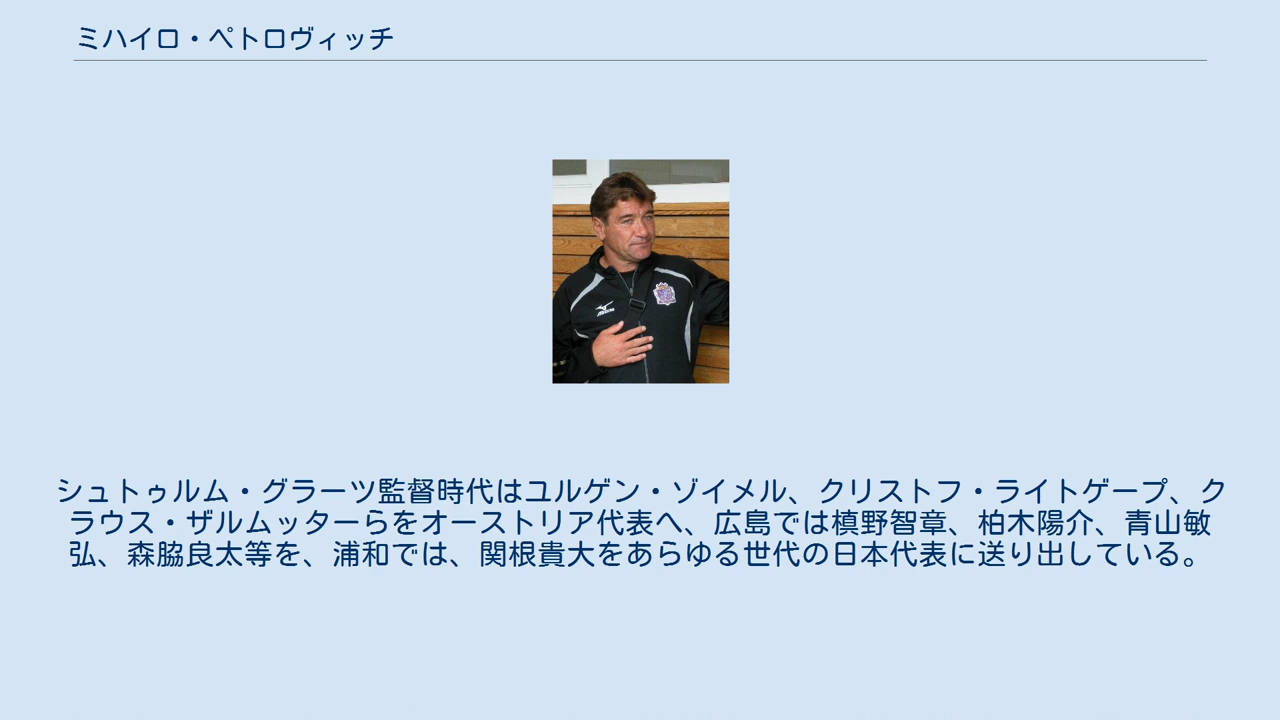 ミハイロ・ペトロヴィッチ
シュトゥルム・グラーツ監督時代はユルゲン・ゾイメル、クリストフ・ライトゲープ、ク
ラウス・ザルムッターらをオーストリア代表へ、広島では槙野智章、柏木陽介、青山敏
弘、森脇良太等を、浦和では、関根貴大をあらゆる世代の日本代表に送り出している。